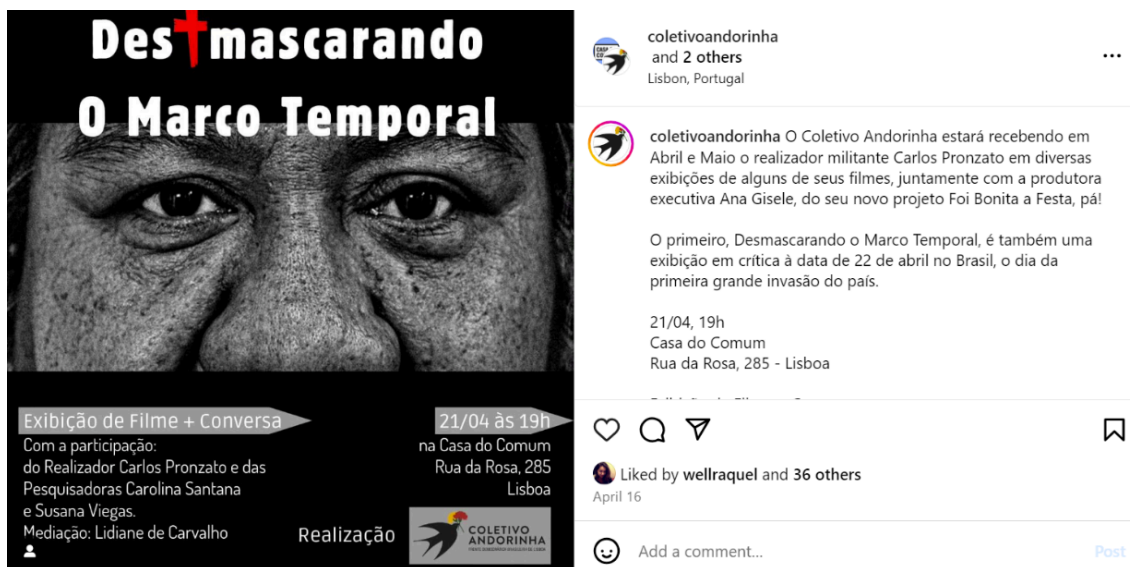 Des mascarando
O Marco Temporal
Exibição de Filme + Conversa
Com a participação:
do Realizador Carlos Pronzato e das
Pesquisadoras Carolina Santana
e Susana Viegas.
Mediação: Lidiane de Carvalho
21/04 às 19h
na Casa do Comum
Rua da Rosa, 285
Lisboa
Realização
COLETIVO
ANDORINHA
coletivoandorinha
and 2 others
Lisbon, Portugal
coletivoandorinha O Coletivo Andorinha estará recebendo em
Abril e Maio o realizador militante Carlos Pronzato em diversas
exibições de alguns de seus filmes, juntamente com a produtora
executiva Ana Gisele, do seu novo projeto Foi Bonita a Festa, pá!
O primeiro, Desmascarando o Marco Temporal, é também uma
exibição em crítica à data de 22 de abril no Brasil, o dia da
primeira grande invasão do país.
21/04, 19h
Casa do Comum
Rua da Rosa, 285 - Lisboa
Liked by wellraquel and 36 others
April 16
Add a comment...
Post